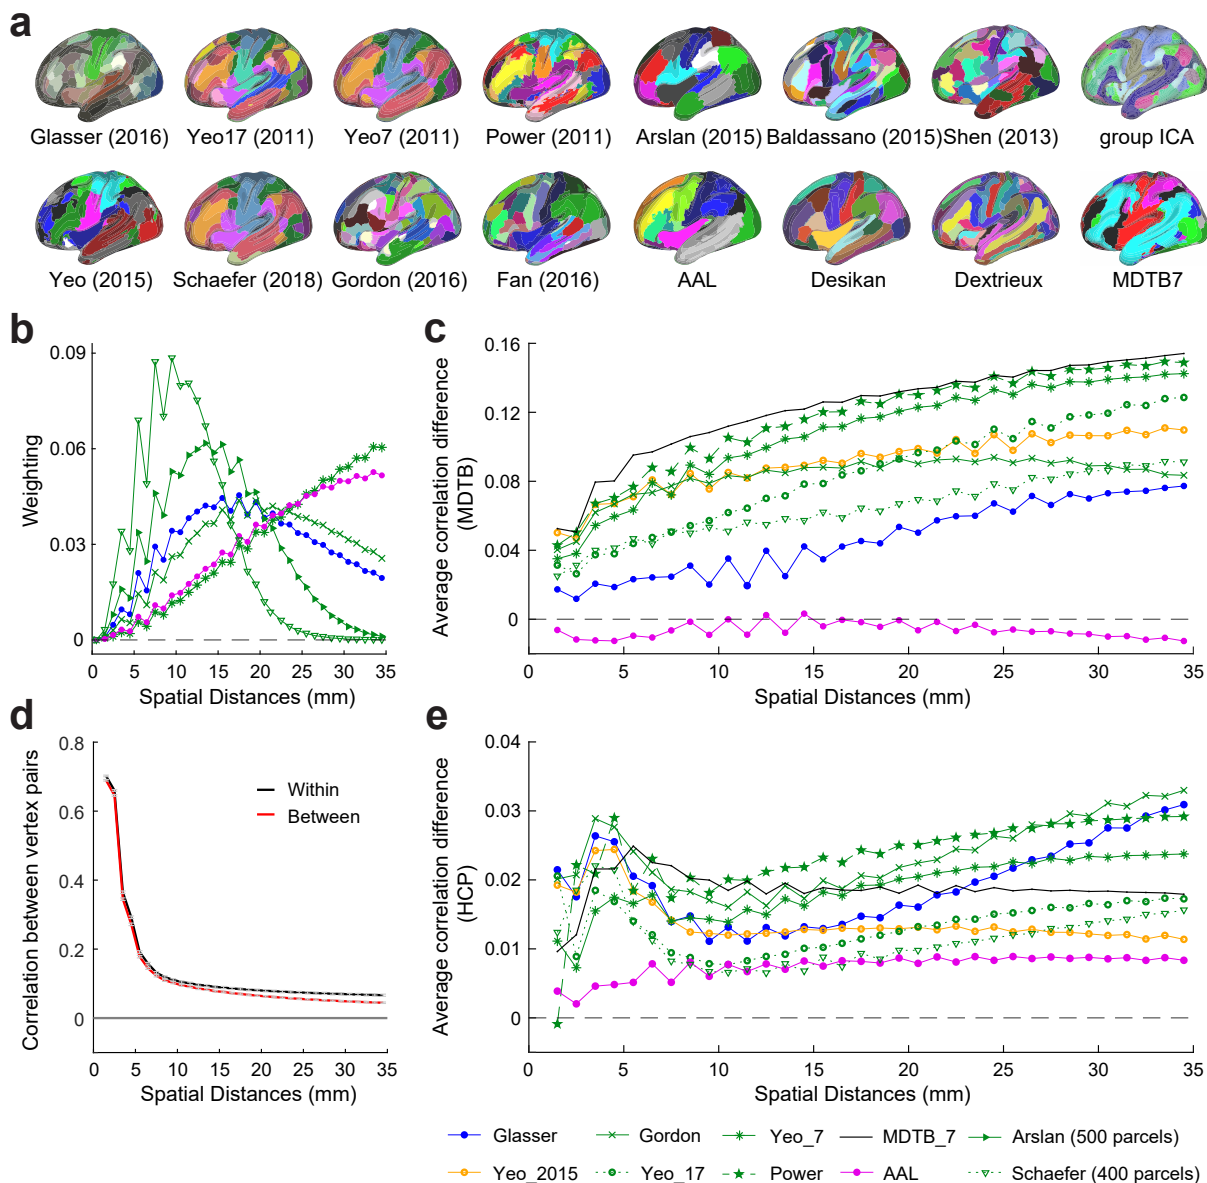 a
Glasser (2016) Yeo17 (2011) Yeo7 (2011) Power (2011) Arslan (2015) Baldassano (2015) Shen (2013) group ICA
Yeo (2015) Schaefer (2018) Gordon (2016) Fan (2016) AAL Desikan Dextrieux MDTB7
b
Weighting
0.09
0.06
0.03
0
0 5 10 15 20 25 30 35
Spatial Distances (mm)
c
Average correlation difference
(MDTB)
0.16
0.12
0.08
0.04
0
0 5 10 15 20 25 30 35
Spatial Distances (mm)
d
Correlation between vertex pairs
0.8
0.6
0.4
0.2
0
Within
Between
0 5 10 15 20 25 30 35
Spatial Distances (mm)
e
Average correlation difference
(HCP)
0.04
0.03
0.02
0.01
0
0 5 10 15 20 25 30 35
Spatial Distances (mm)
Glasser Gordon Yeo_7 MDTB_7 Arslan (500 parcels)
Yeo_2015 Yeo_17 Power AAL Schaefer (400 parcels)